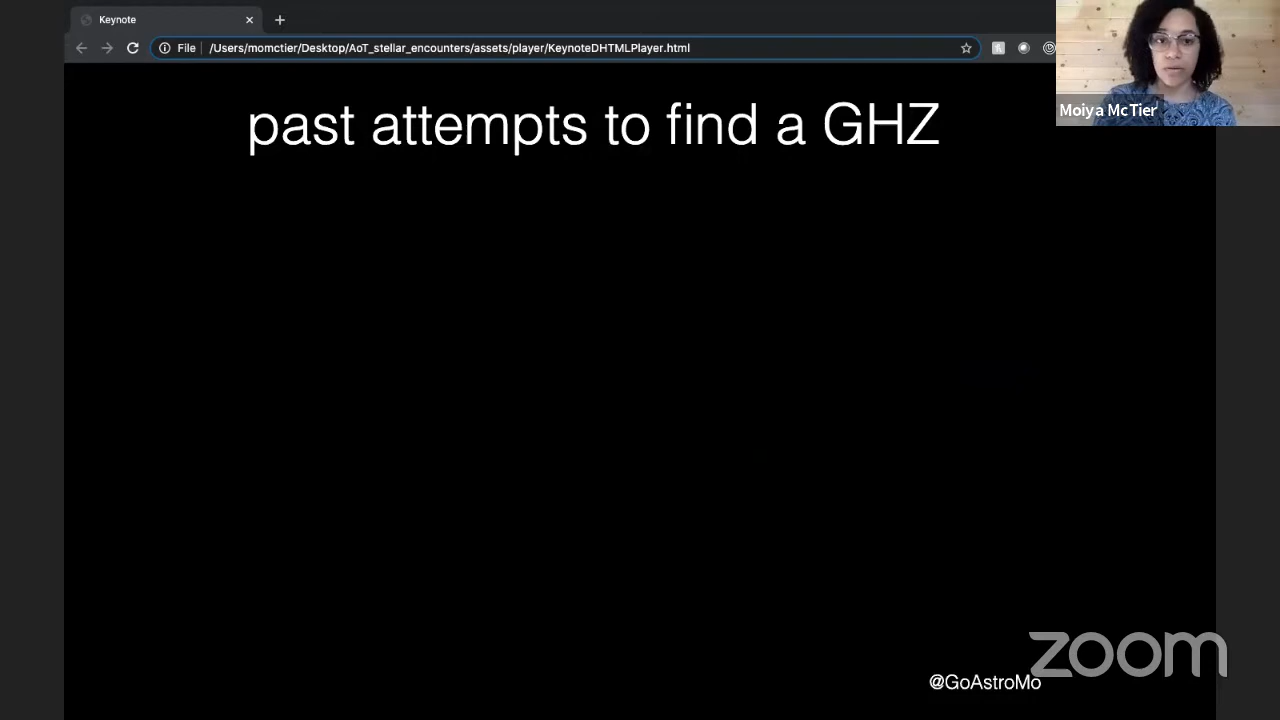 Keynote
File
/Users/momctier/Desktop/AoT_stellar_encounters/assets/player/KeynoteDHTMLPlayer.html
Moiya McTier
past attempts to find a GHZ
zoom
@GoAstroMo